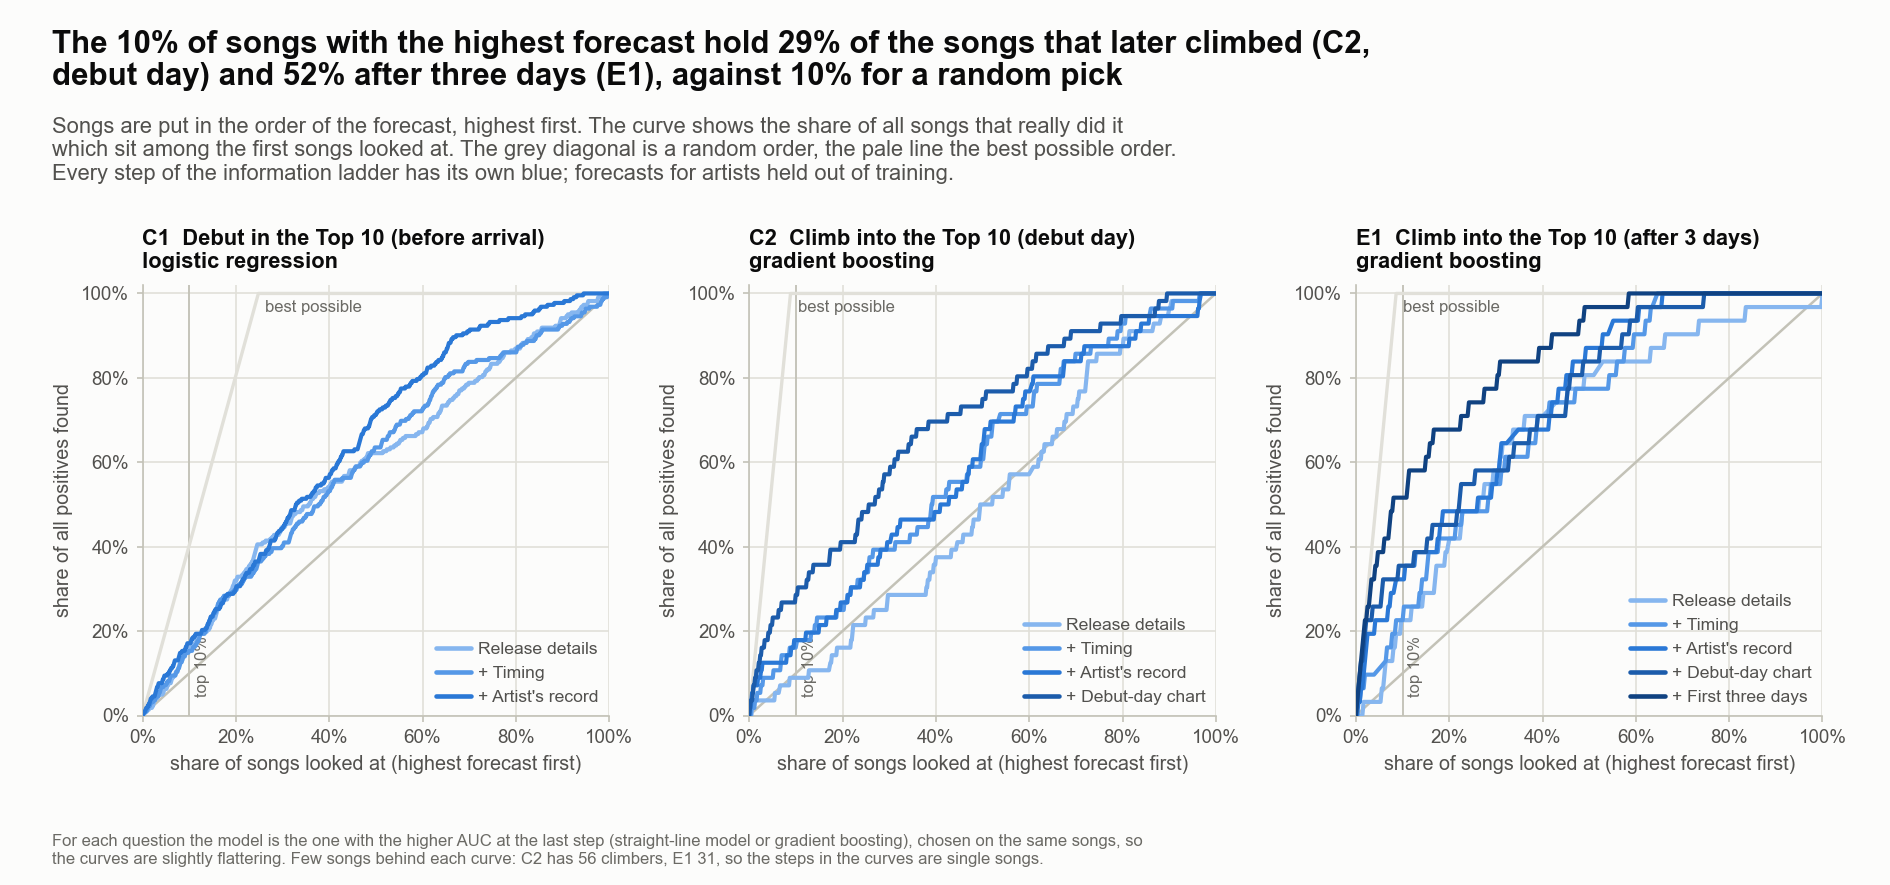 The 10% of songs with the highest forecast hold 29% of the songs that later climbed (C2,
debut day) and 52% after three days (E1), against 10% for a random pick
Songs are put in the order of the forecast, highest first. The curve shows the share of all songs that really did it
which sit among the first songs looked at. The grey diagonal is a random order, the pale line the best possible order.
Every step of the information ladder has its own blue; forecasts for artists held out of training.
C1  Debut in the Top 10 (before arrival)
logistic regression
100%
80%
60%
40%
20%
0%
share of all positives found
best possible
top 10%
Release details
+ Timing
+ Artist's record
0%
20%
40%
60%
80%
100%
share of songs looked at (highest forecast first)
C2  Climb into the Top 10 (debut day)
gradient boosting
100%
80%
60%
40%
20%
0%
share of all positives found
best possible
top 10%
Release details
+ Timing
+ Artist's record
+ Debut-day chart
0%
20%
40%
60%
80%
100%
share of songs looked at (highest forecast first)
E1  Climb into the Top 10 (after 3 days)
gradient boosting
100%
80%
60%
40%
20%
0%
share of all positives found
best possible
top 10%
Release details
+ Timing
+ Artist's record
+ Debut-day chart
+ First three days
0%
20%
40%
60%
80%
100%
share of songs looked at (highest forecast first)
For each question the model is the one with the higher AUC at the last step (straight-line model or gradient boosting), chosen on the same songs, so
the curves are slightly flattering. Few songs behind each curve: C2 has 56 climbers, E1 31, so the steps in the curves are single songs.